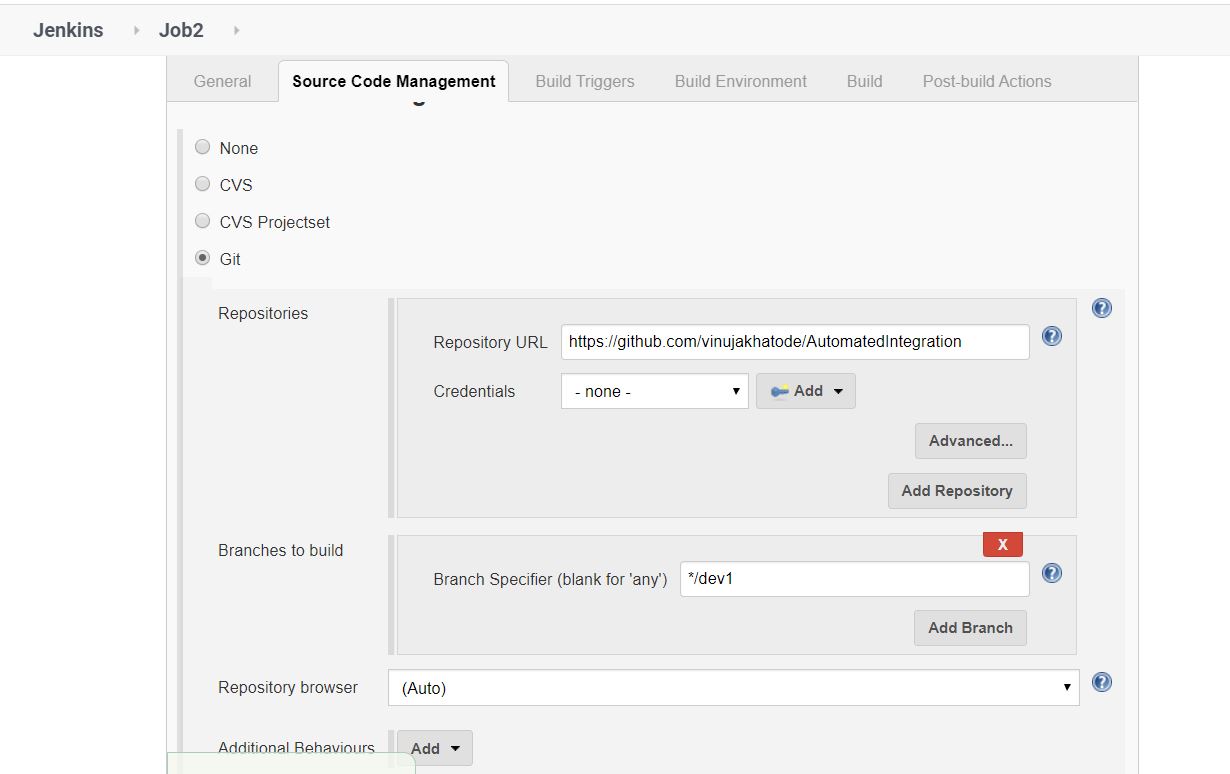 Jenkins Job2
General Source Code Management Build Triggers Build Environment Build Post-build Actions
None
CVS
CVS Projectset
Git
Repositories
Repository URL https://github.com/vinujakhatode/AutomatedIntegration
Credentials - none - Add
Advanced...
Add Repository
Branches to build
X
Branch Specifier (blank for 'any') */dev1
Add Branch
Repository browser (Auto)
Additional Behaviours Add